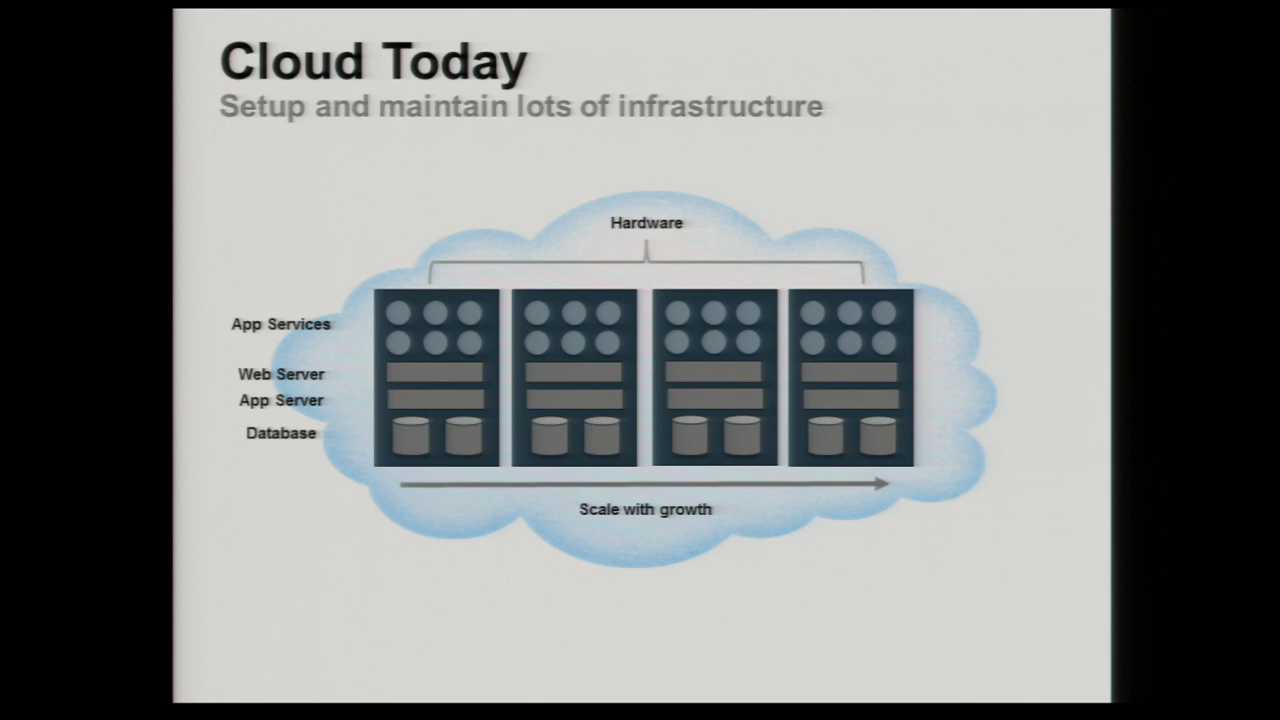 Cloud Today
Setup and maintain lots of infrastructure
Hardware
App Services
Web Server
App Server
Database
Scale with growth